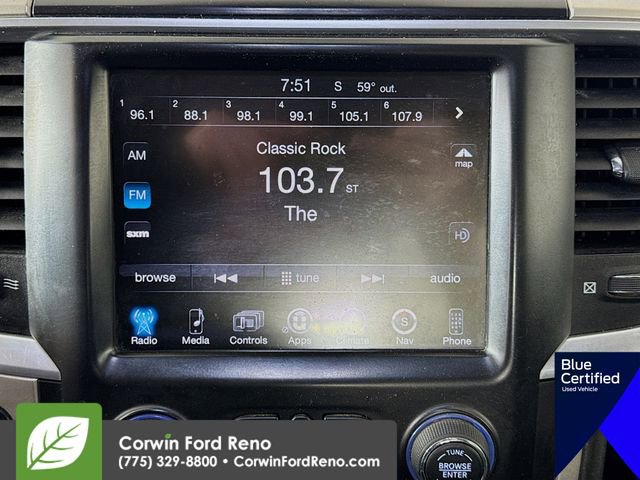 7:51 S 59° out.
1 96.1 2 88.1 3 98.1 4 99.1 5 105.1 6 107.9
Classic Rock
AM
map
103.7 ST
FM
The
sxm
HD
browse tune audio
Radio Media Controls Apps Climate Nav Phone
Blue
Certified
Used Vehicle
Corwin Ford Reno
(775) 329-8800 • CorwinFordReno.com
TUNE
BROWSE
ENTER